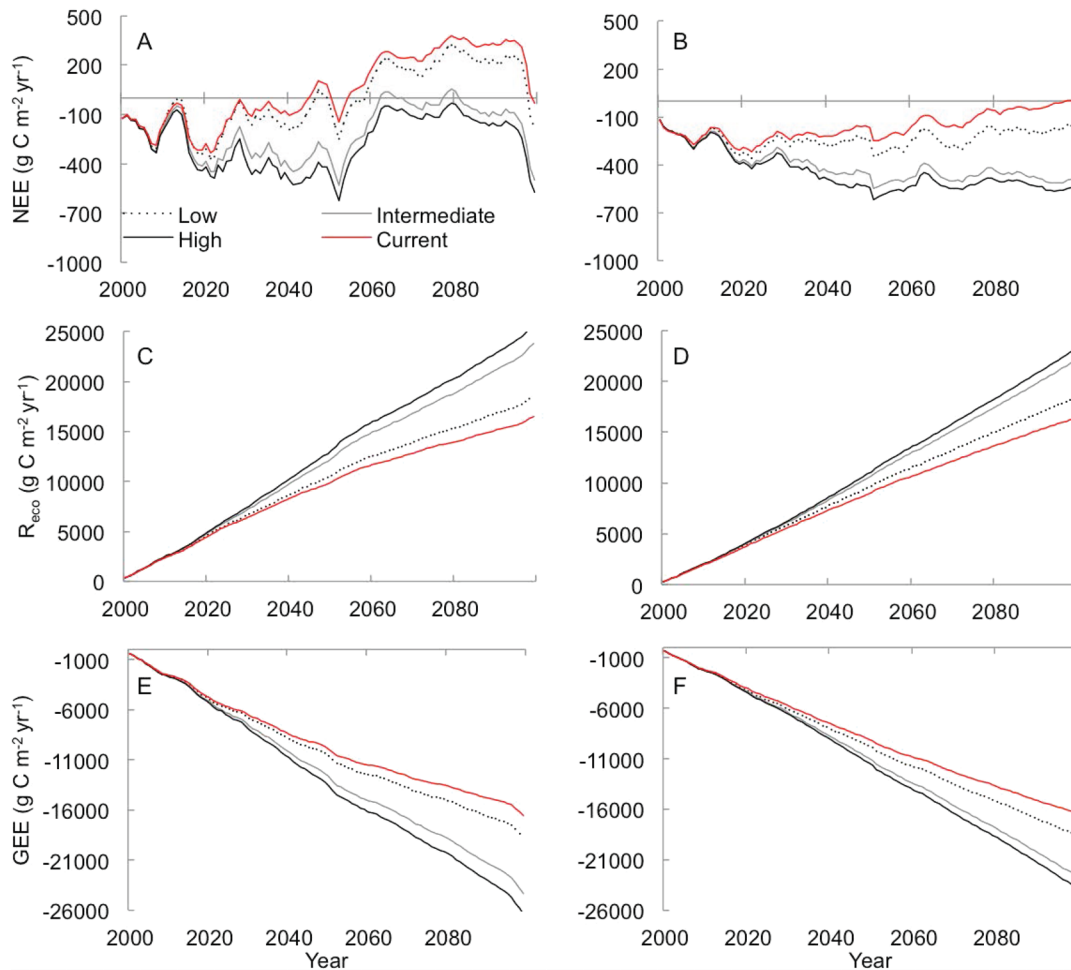 A
NEE (g C m-2 yr-1)
500
200
-100
-400
-700
-1000
Low
Intermediate
High
Current
2000 2020 2040 2060 2080
B
500
200
-100
-400
-700
-1000
2000 2020 2040 2060 2080
C
Reco (g C m-2 yr-1)
25000
20000
15000
10000
5000
0
2000 2020 2040 2060 2080
D
25000
20000
15000
10000
5000
0
2000 2020 2040 2060 2080
E
GEE (g C m-2 yr-1)
-1000
-6000
-11000
-16000
-21000
-26000
2000 2020 2040 2060 2080
Year
F
-1000
-6000
-11000
-16000
-21000
-26000
2000 2020 2040 2060 2080
Year